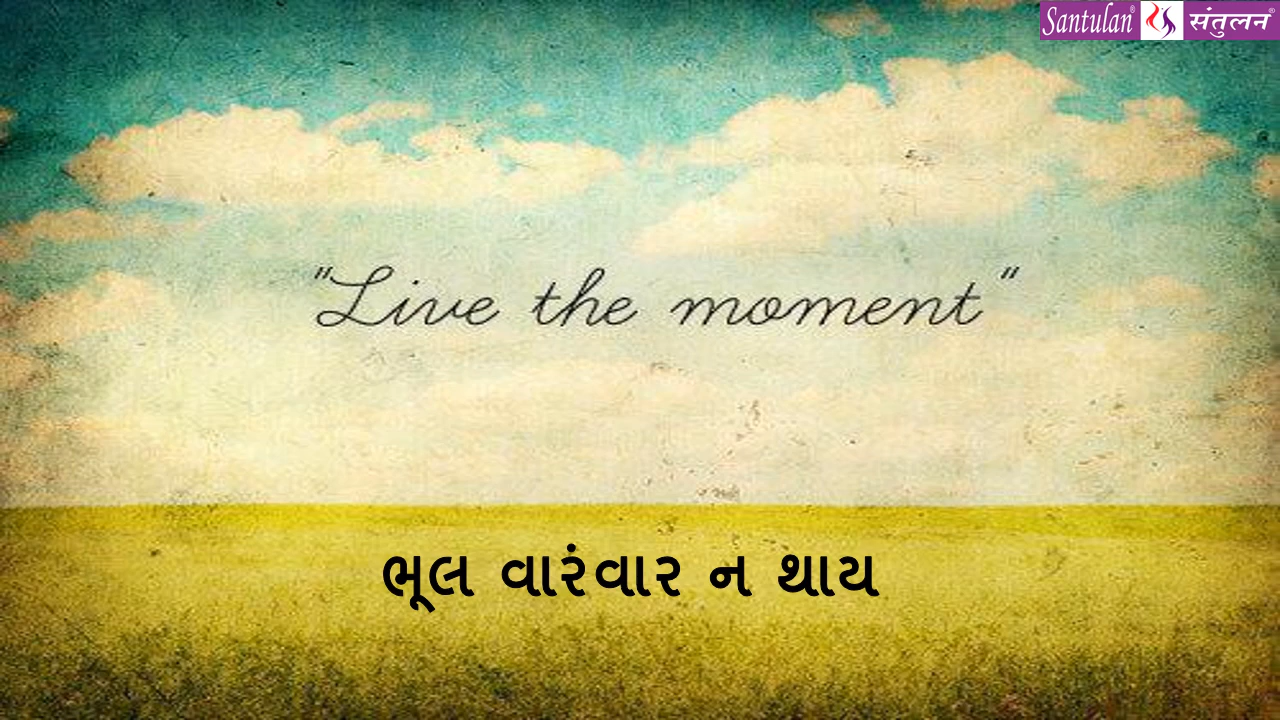 Santulan® संतुलन®
"Live the moment"
ભૂલ વારંવાર ન થાય